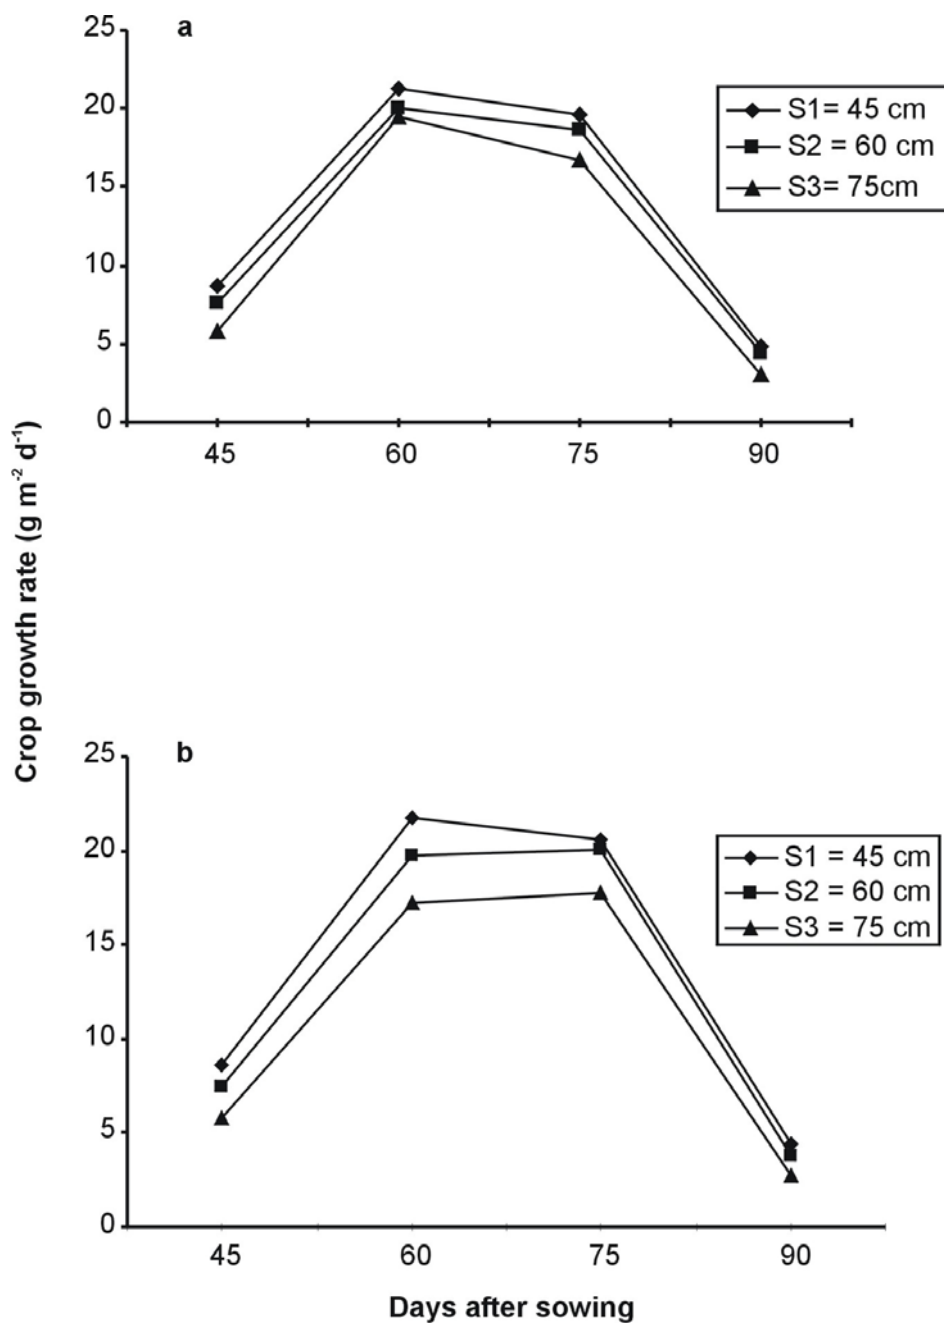 a
25
20
15
10
5
0
45 60 75 90
S1= 45 cm
S2 = 60 cm
S3= 75cm
Crop growth rate (g m⁻² d⁻¹)
b
25
20
15
10
5
0
45 60 75 90
S1 = 45 cm
S2 = 60 cm
S3 = 75 cm
Days after sowing